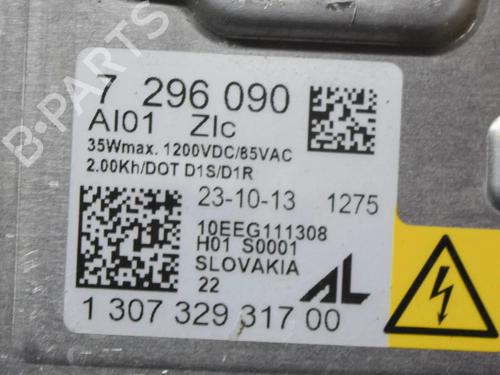 7 296 090
AI01 ZIc
35Wmax. 1200VDC/85VAC
2.00Kh/DOT D1S/D1R
23-10-13 1275
10EEG111308
H01 S0001
SLOVAKIA
22
AL
1 307 329 317 00
B-PARTS